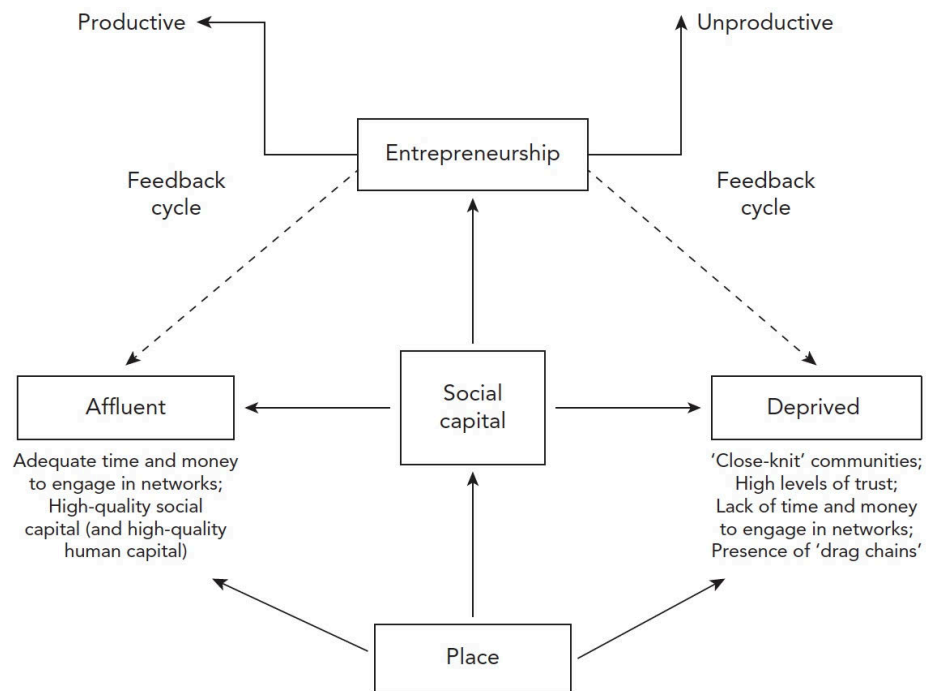 Productive
Unproductive
Entrepreneurship
Feedback
cycle
Feedback
cycle
Social
capital
Affluent
Deprived
Adequate time and money
to engage in networks;
High-quality social
capital (and high-quality
human capital)
‘Close-knit’ communities;
High levels of trust;
Lack of time and money
to engage in networks;
Presence of ‘drag chains’
Place